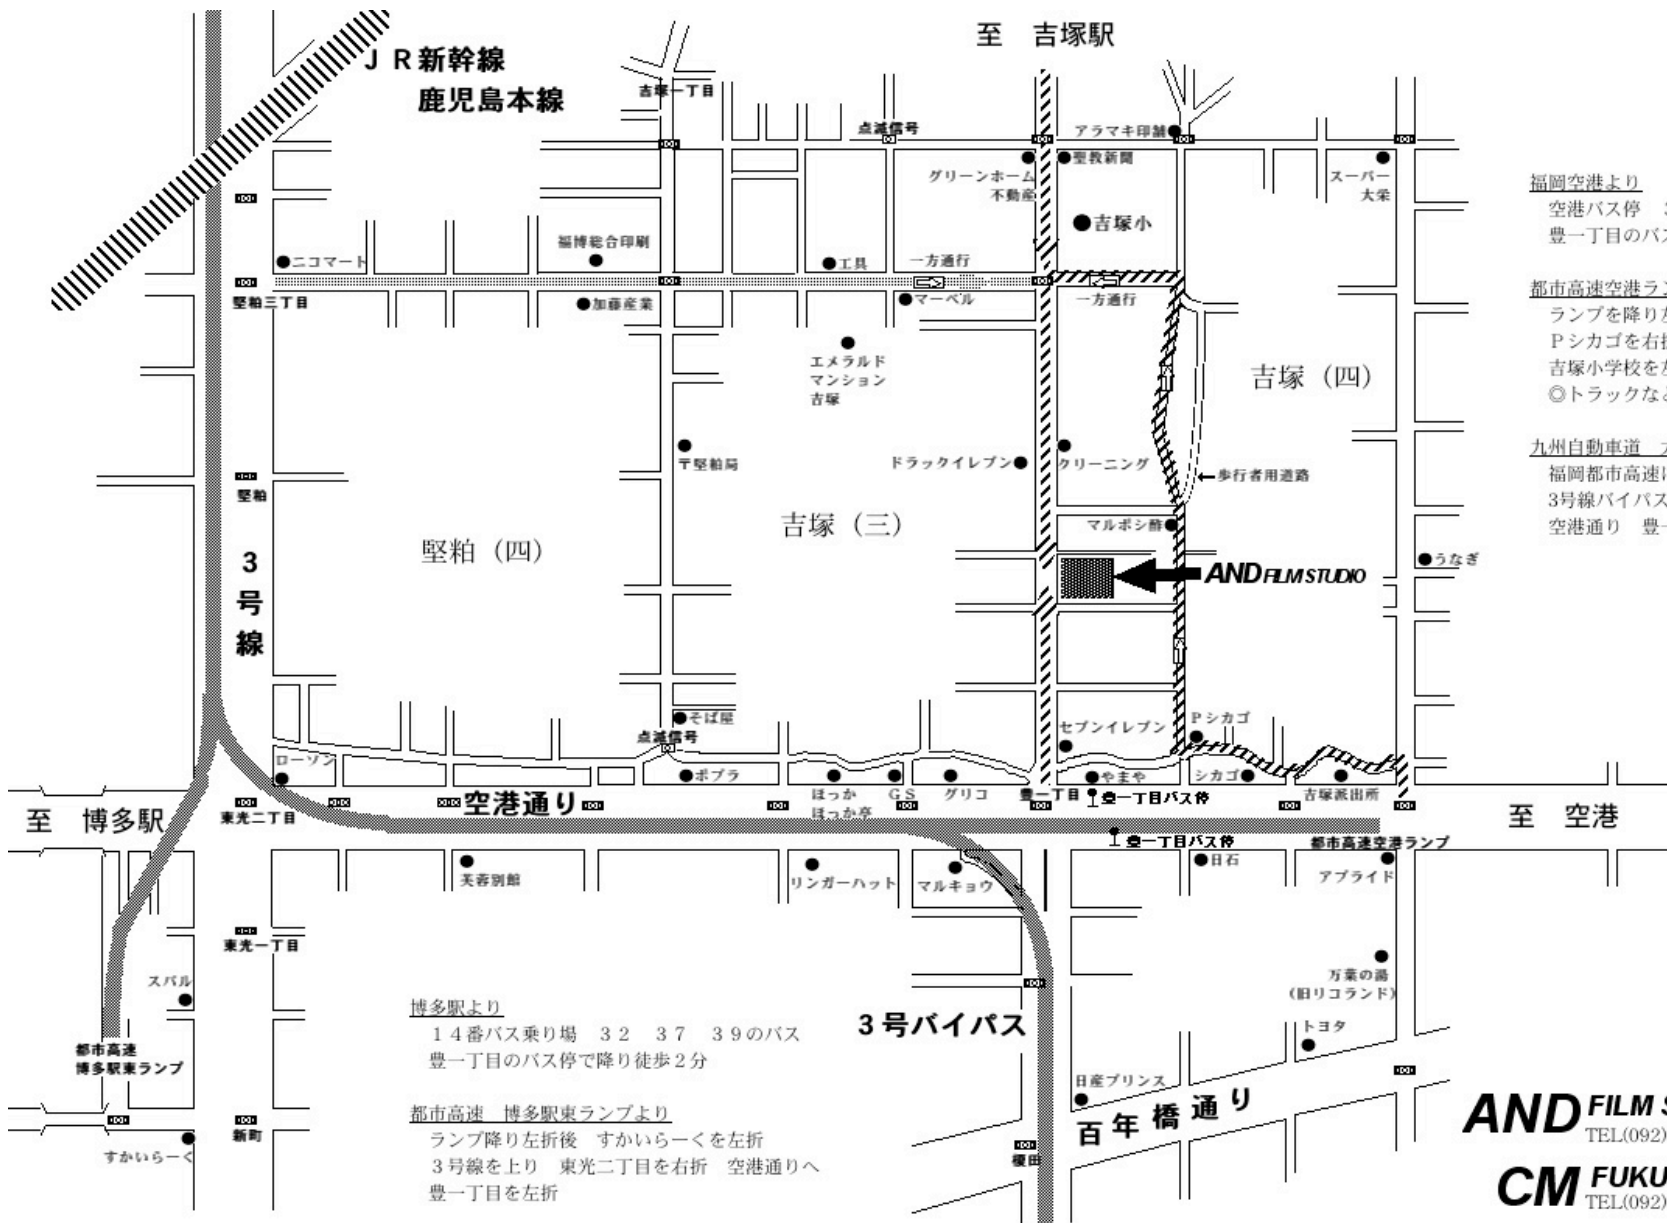 至　吉塚駅
ＪＲ新幹線
鹿児島本線
吉塚一丁目
点滅信号
アラマキ印舗
聖教新聞
グリーンホーム
不動産
スーパー
大栄
吉塚小
福博総合印刷
ニコマート
工具
一方通行
堅粕三丁目
加藤産業
マーベル
一方通行
エメラルド
マンション
吉塚
吉塚（四）
〒堅粕局
ドラックイレブン
クリーニング
歩行者用道路
堅粕
吉塚（三）
マルボシ酢
堅粕（四）
3号線
AND FILM STUDIO
うなぎ
そば屋
点滅信号
セブンイレブン
Ｐシカゴ
ローソン
ポプラ
ほっか
ほっか亭
ＧＳ
グリコ
豊一丁目
やまや
豊一丁目バス停
シカゴ
吉塚派出所
至　博多駅
東光二丁目
空港通り
至　空港
豊一丁目バス停
都市高速空港ランプ
芙蓉別館
リンガーハット
マルキョウ
日石
アプライド
東光一丁目
スバル
万葉の湯
(旧リコランド)
トヨタ
3号バイパス
都市高速
博多駅東ランプ
日産プリンス
百年橋通り
新町
すかいらーく
榎田
博多駅より
１４番バス乗り場　３２　３７　３９のバス
豊一丁目のバス停で降り徒歩２分
都市高速　博多駅東ランプより
ランプ降り左折後　すかいらーくを左折
３号線を上り　東光二丁目を右折　空港通りへ
豊一丁目を左折
福岡空港より
空港バス停
豊一丁目のバス
都市高速空港ラン
ランプを降り左
Ｐシカゴを右折
吉塚小学校を左
◎トラックなど
九州自動車道
福岡都市高速
3号線バイパス
空港通り　豊一
AND FILM S
TEL(092)
CM FUKU
TEL(092)